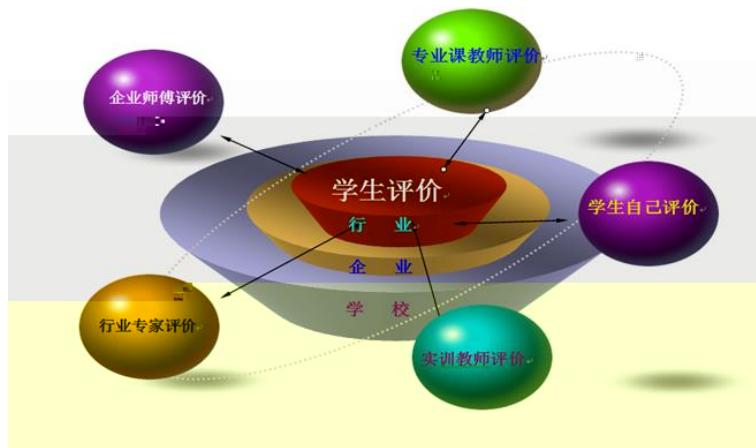 专业课教师评价
企业师傅评价
学生评价
学生自己评价
行 业
企 业
学 校
行业专家评价
实训教师评价